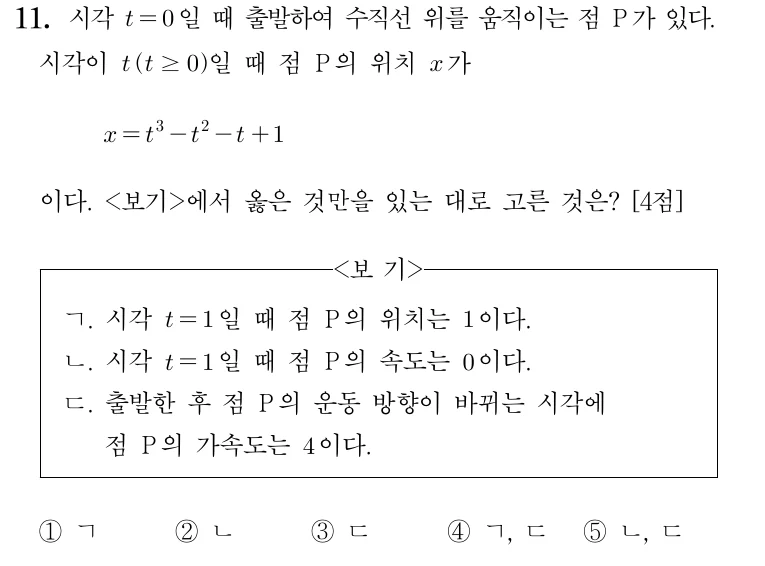 11. 시각 t=0일 때 출발하여 수직선 위를 움직이는 점 P가 있다.
시각이 t(t≥0)일 때 점 P의 위치 x가
x=t³-t²-t+1
이다. <보기>에서 옳은 것만을 있는 대로 고른 것은? [4점]
<보 기>
ㄱ. 시각 t=1일 때 점 P의 위치는 1이다.
ㄴ. 시각 t=1일 때 점 P의 속도는 0이다.
ㄷ. 출발한 후 점 P의 운동 방향이 바뀌는 시각에
점 P의 가속도는 4이다.
① ㄱ ② ㄴ ③ ㄷ ④ ㄱ, ㄷ ⑤ ㄴ, ㄷ